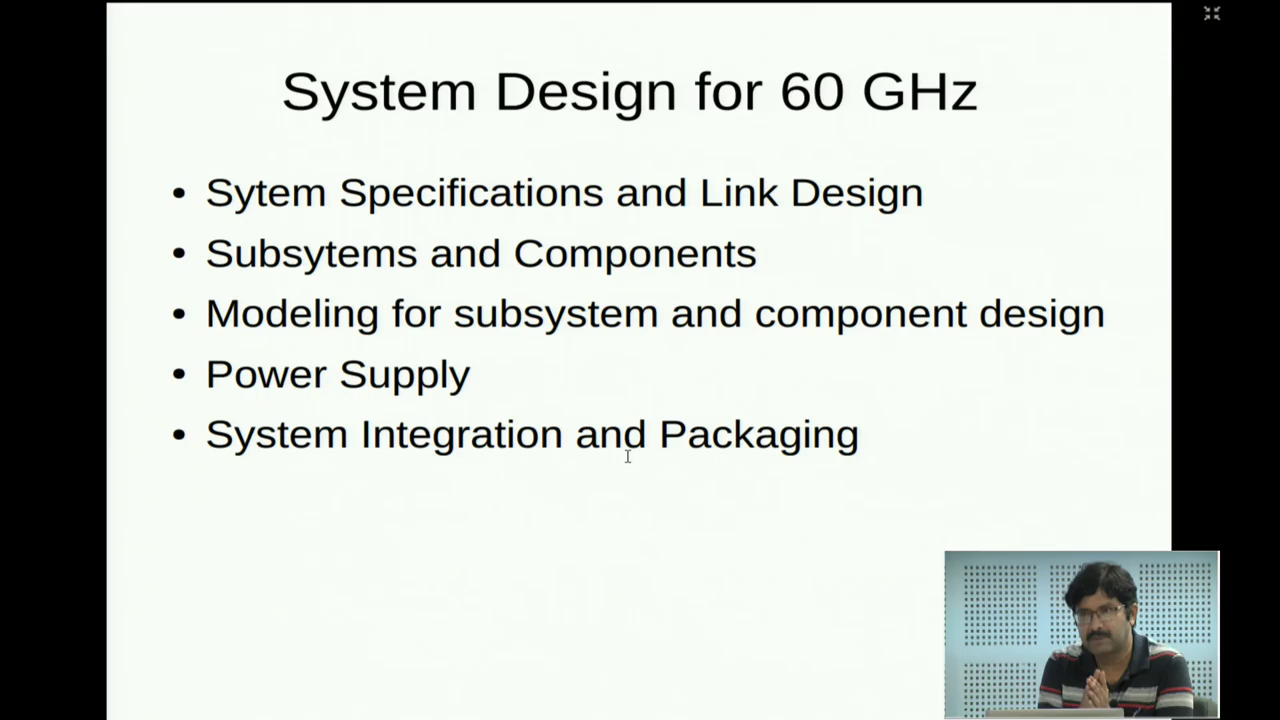 System Design for 60 GHz
• Sytem Specifications and Link Design
• Subsytems and Components
• Modeling for subsystem and component design
• Power Supply
• System Integration and Packaging